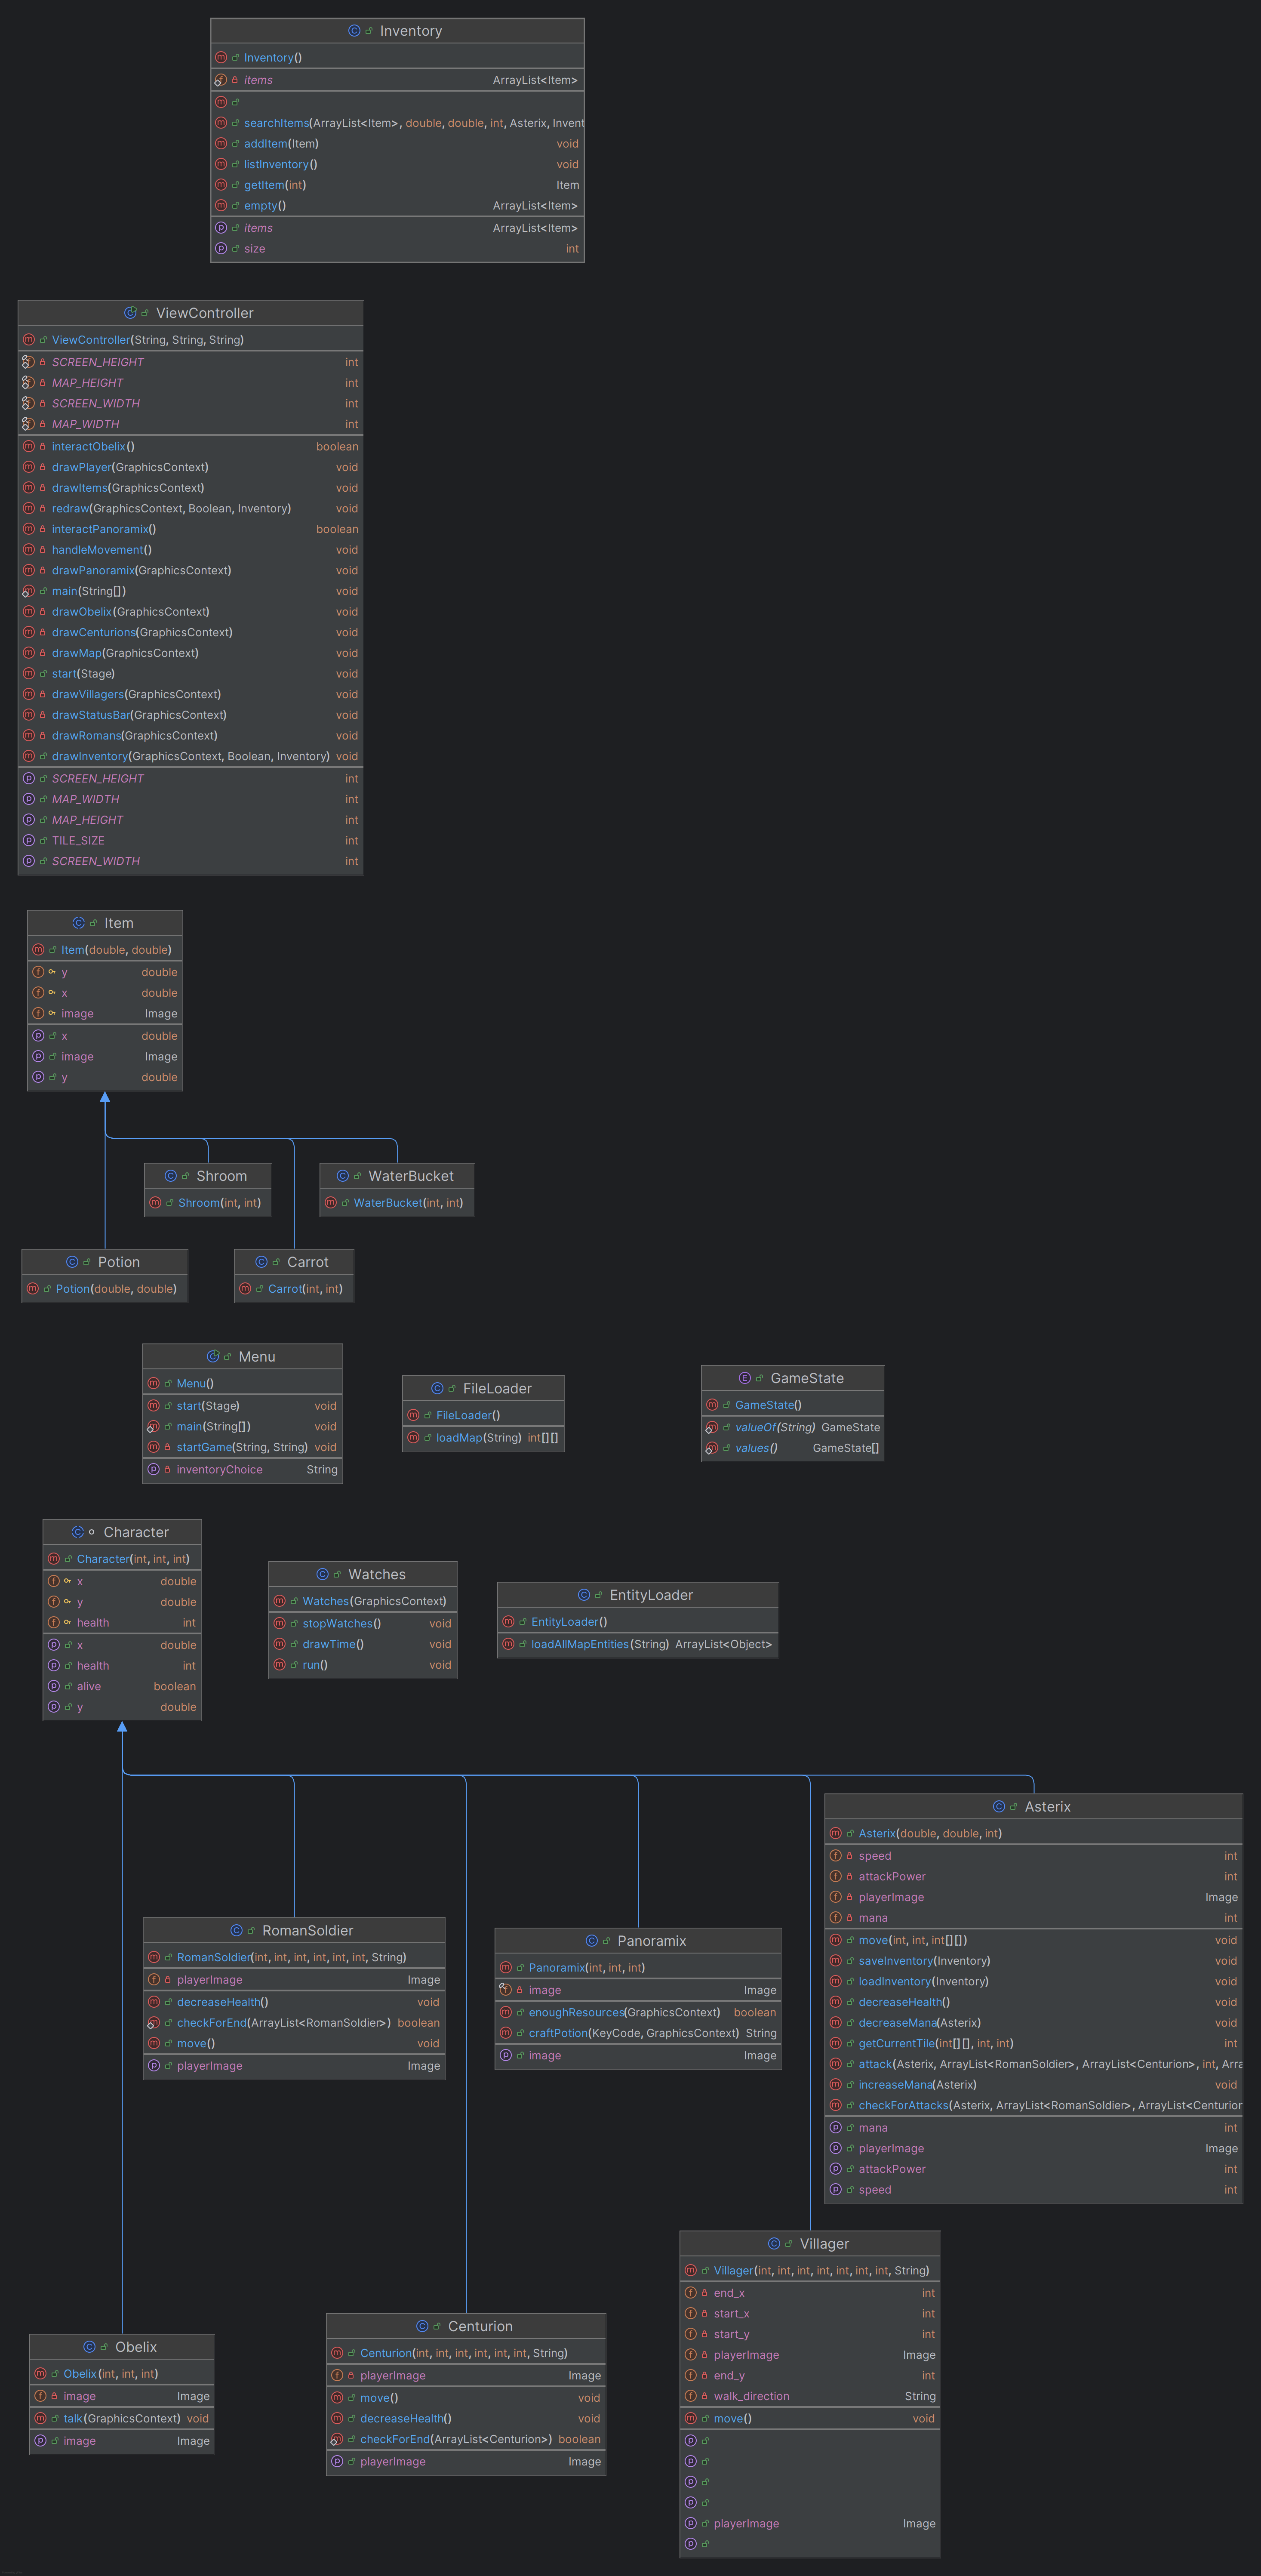 Inventory
Inventory()
items ArrayList<Item>
searchItems(ArrayList<Item>, double, double, int, Asterix, Invent
addItem(Item) void
listInventory() void
getItem(int) Item
empty() ArrayList<Item>
items ArrayList<Item>
size int
ViewController
ViewController(String, String, String)
SCREEN_HEIGHT int
MAP_HEIGHT int
SCREEN_WIDTH int
MAP_WIDTH int
interactObelix() boolean
drawPlayer(GraphicsContext) void
drawItems(GraphicsContext) void
redraw(GraphicsContext, Boolean, Inventory) void
interactPanoramix() boolean
handleMovement() void
drawPanoramix(GraphicsContext) void
main(String[]) void
drawObelix(GraphicsContext) void
drawCenturions(GraphicsContext) void
drawMap(GraphicsContext) void
start(Stage) void
drawVillagers(GraphicsContext) void
drawStatusBar(GraphicsContext) void
drawRomans(GraphicsContext) void
drawInventory(GraphicsContext, Boolean, Inventory) void
SCREEN_HEIGHT int
MAP_WIDTH int
MAP_HEIGHT int
TILE_SIZE int
SCREEN_WIDTH int
Item
Item(double, double)
y double
x double
image Image
x double
image Image
y double
Shroom
Shroom(int, int)
WaterBucket
WaterBucket(int, int)
Potion
Potion(double, double)
Carrot
Carrot(int, int)
Menu
Menu()
start(Stage) void
main(String[]) void
startGame(String, String) void
inventoryChoice String
FileLoader
FileLoader()
loadMap(String) int[][]
GameState
GameState()
valueOf(String) GameState
values() GameState[]
Character
Character(int, int, int)
x double
y double
health int
x double
health int
alive boolean
y double
Watches
Watches(GraphicsContext)
stopWatches() void
drawTime() void
run() void
EntityLoader
EntityLoader()
loadAllMapEntities(String) ArrayList<Object>
Asterix
Asterix(double, double, int)
speed int
attackPower int
playerImage Image
mana int
move(int, int, int[][]) void
saveInventory(Inventory) void
loadInventory(Inventory) void
decreaseHealth() void
decreaseMana(Asterix) void
getCurrentTile(int[][], int, int) int
attack(Asterix, ArrayList<RomanSoldier>, ArrayList<Centurion>, int, Arra
increaseMana(Asterix) void
checkForAttacks(Asterix, ArrayList<RomanSoldier>, ArrayList<Centurion
mana int
playerImage Image
attackPower int
speed int
RomanSoldier
RomanSoldier(int, int, int, int, int, int, String)
playerImage Image
decreaseHealth() void
checkForEnd(ArrayList<RomanSoldier>) boolean
move() void
playerImage Image
Panoramix
Panoramix(int, int, int)
image Image
enoughResources(GraphicsContext) boolean
craftPotion(KeyCode, GraphicsContext) String
image Image
Villager
Villager(int, int, int, int, int, int, int, String)
end_x int
start_x int
start_y int
playerImage Image
end_y int
walk_direction String
move() void
playerImage Image
Obelix
Obelix(int, int, int)
image Image
talk(GraphicsContext) void
image Image
Centurion
Centurion(int, int, int, int, int, int, String)
playerImage Image
move() void
decreaseHealth() void
checkForEnd(ArrayList<Centurion>) boolean
playerImage Image